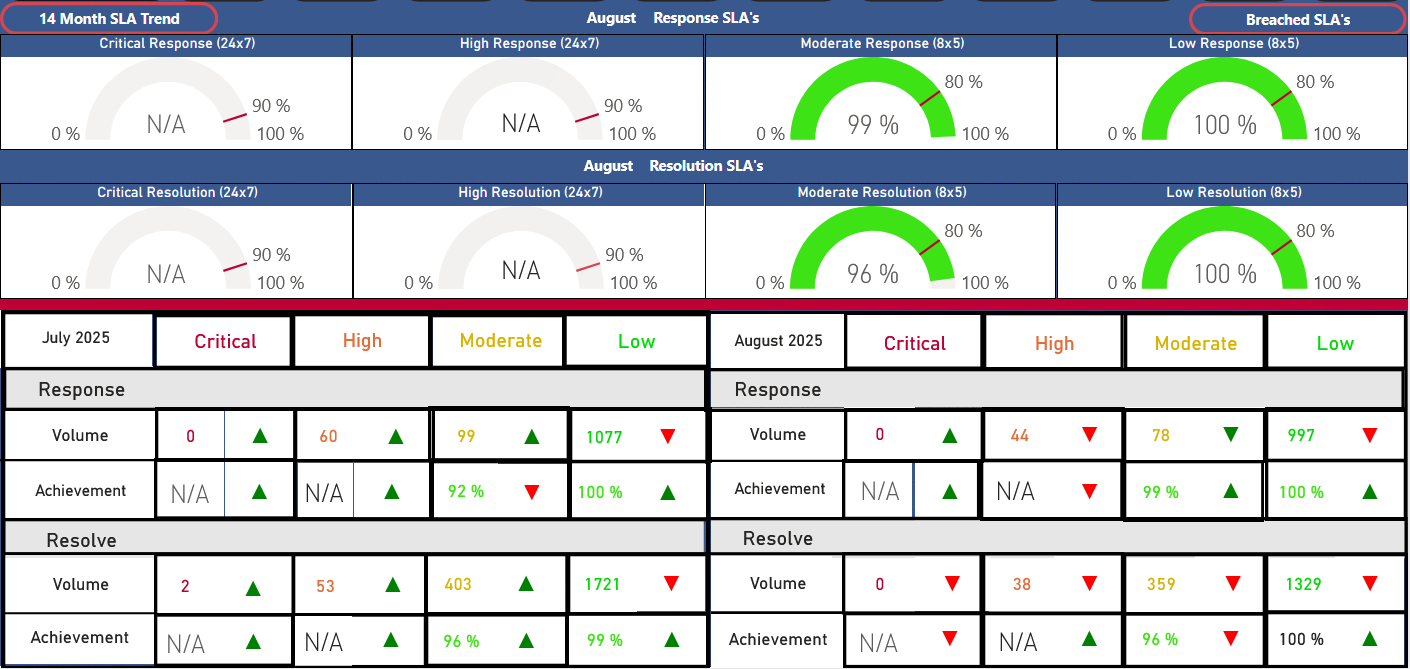 14 Month SLA Trend August Response SLA's Breached SLA's
Critical Response (24x7) High Response (24x7) Moderate Response (8x5) Low Response (8x5)
80 % 80 %
90 % 90 %
N/A N/A 99 % 100 %
0 % 100 % 0 % 100 % 0 % 100 % 0 % 100 %
August Resolution SLA's
Critical Resolution (24x7) High Resolution (24x7) Moderate Resolution (8x5) Low Resolution (8x5)
80 % 80 %
90 % 90 %
N/A N/A 96 % 100 %
0 % 100 % 0 % 100 % 0 % 100 % 0 % 100 %
July 2025 Critical High Moderate Low August 2025 Critical High Moderate Low
Response Response
Volume 0 ▲ 60 ▲ 99 ▲ 1077 ▼ Volume 0 ▲ 44 ▼ 78 ▼ 997 ▼
Achievement N/A ▲ N/A ▲ 92 % ▼ 100 % ▲ Achievement N/A ▲ N/A ▼ 99 % ▲ 100 % ▲
Resolve Resolve
Volume 2 ▲ 53 ▲ 403 ▲ 1721 ▼ Volume 0 ▼ 38 ▼ 359 ▼ 1329 ▼
Achievement N/A ▲ N/A ▲ 96 % ▲ 99 % ▲ Achievement N/A ▼ N/A ▲ 96 % ▼ 100 % ▲